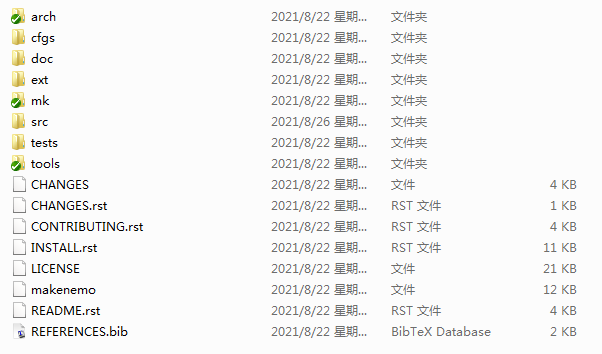 arch 2021/8/22 星期... 文件夹
cfgs 2021/8/22 星期... 文件夹
doc 2021/8/22 星期... 文件夹
ext 2021/8/22 星期... 文件夹
mk 2021/8/22 星期... 文件夹
src 2021/8/26 星期... 文件夹
tests 2021/8/22 星期... 文件夹
tools 2021/8/22 星期... 文件夹
CHANGES 2021/8/22 星期... 文件 4 KB
CHANGES.rst 2021/8/22 星期... RST 文件 1 KB
CONTRIBUTING.rst 2021/8/22 星期... RST 文件 4 KB
INSTALL.rst 2021/8/22 星期... RST 文件 11 KB
LICENSE 2021/8/22 星期... 文件 21 KB
makenemo 2021/8/22 星期... 文件 12 KB
README.rst 2021/8/22 星期... RST 文件 4 KB
REFERENCES.bib 2021/8/22 星期... BibTeX Database 2 KB